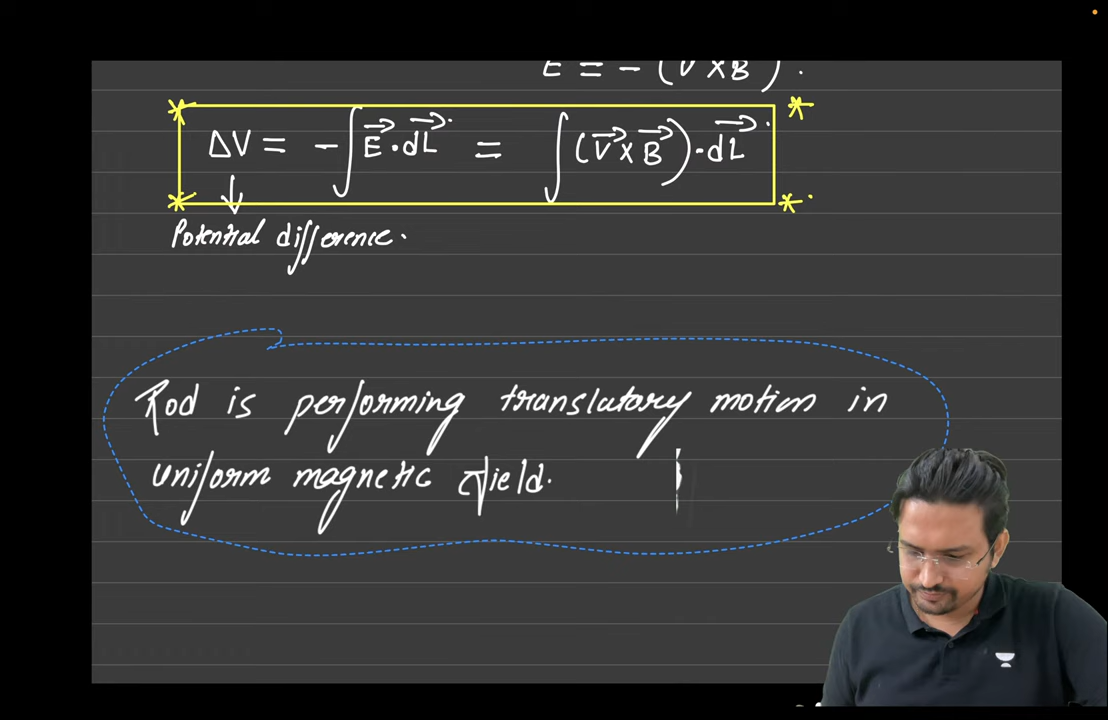 E = - (V × B).
ΔV = -∫E⃗·dL⃗ = ∫(V⃗×B⃗)·dL⃗
Potential difference.
Rod is performing translatory motion in
uniform magnetic field.